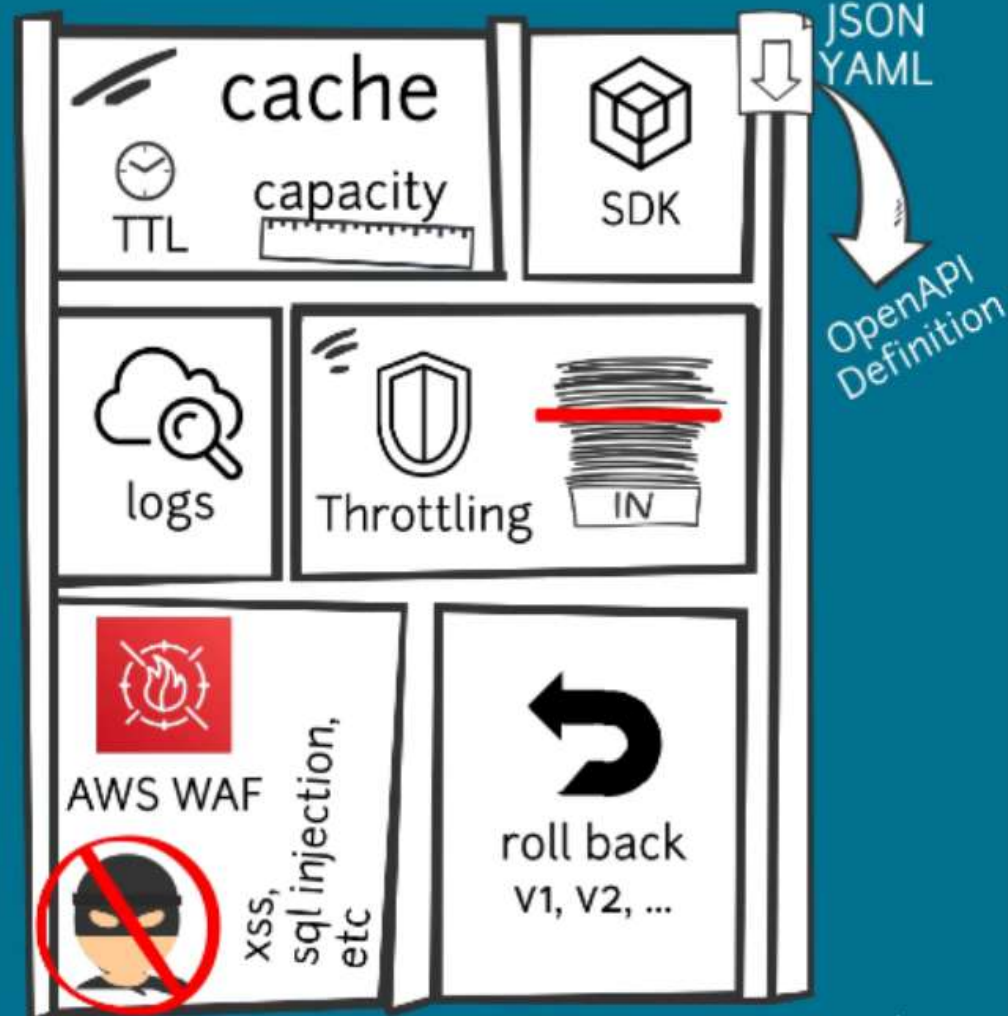 cache
TTL
capacity
SDK
JSON
YAML
OpenAPI
Definition
logs
Throttling
IN
AWS WAF
xss,
sql injection,
etc
roll back
V1, V2, ...